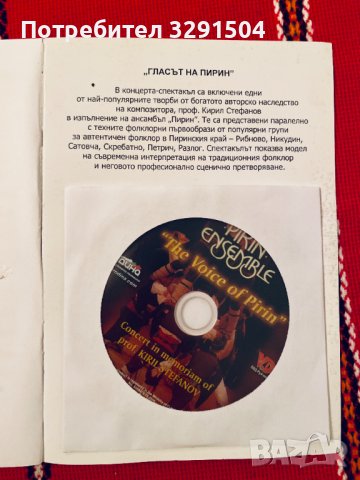 Потребител 3291504
„ГЛАСЪТ НА ПИРИН"
В концерта-спектакъл са включени едни
от най-популярните творби от богатото авторско наследство
на композитора, проф. Кирил Стефанов
в изпълнение на ансамбъл „Пирин". Те са представени паралелно
с техните фолклорни първообрази от популярни групи
за автентичен фолклор в Пиринския край – Рибново, Никудин,
Сатовча, Скребатно, Петрич, Разлог. Спектакълът показва модел
на съвременна интерпретация на традиционния фолклор
и неговото професионално сценично претворяване.
PIRIN
ENSEMBLE
"The Voice of Pirin"
Concert in memoriam of
prof. KIRIL STEFANOV
BAZAR